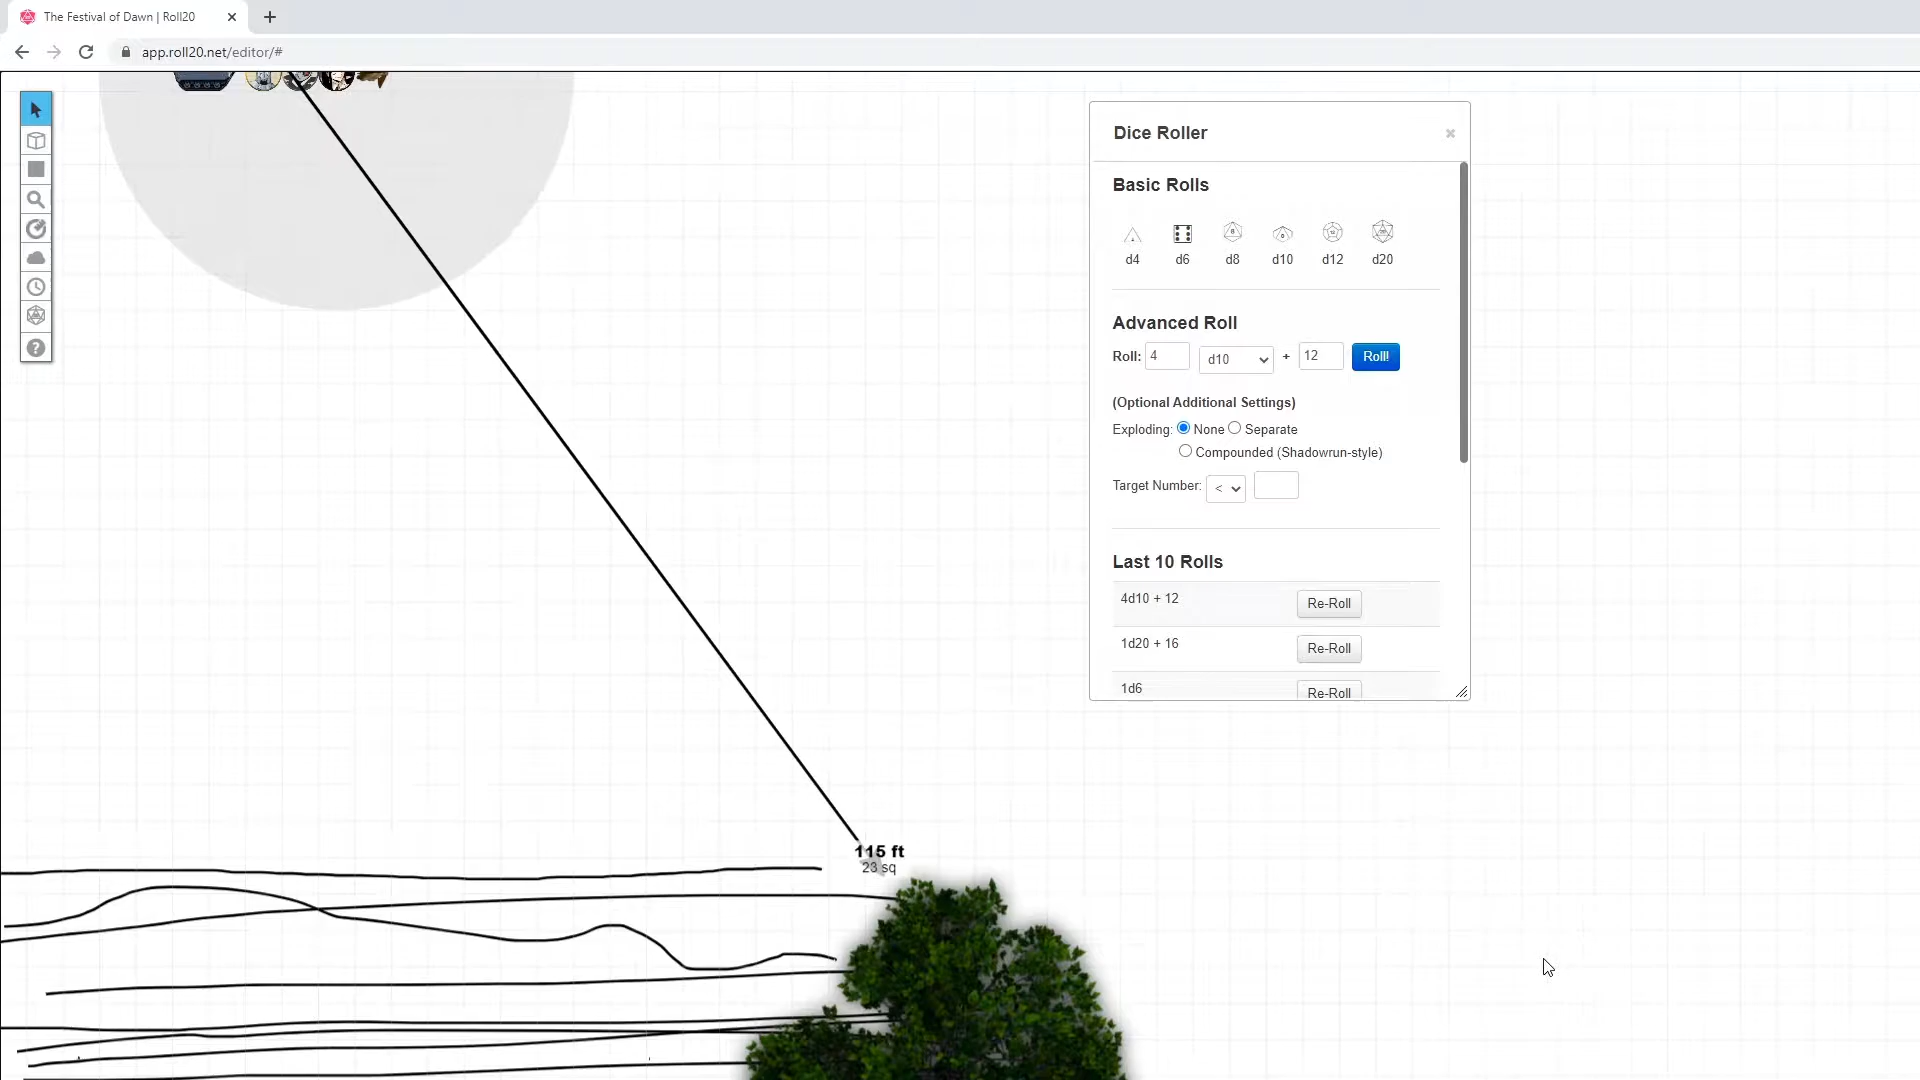 The Festival of Dawn | Roll20
app.roll20.net/editor/#
Dice Roller
Basic Rolls
d4 d6 d8 d10 d12 d20
Advanced Roll
Roll: 4 d10 + 12 Roll!
(Optional Additional Settings)
Exploding: None Separate
Compounded (Shadowrun-style)
Target Number: <
Last 10 Rolls
4d10 + 12 Re-Roll
1d20 + 16 Re-Roll
1d6 Re-Roll
115 ft
23 sq